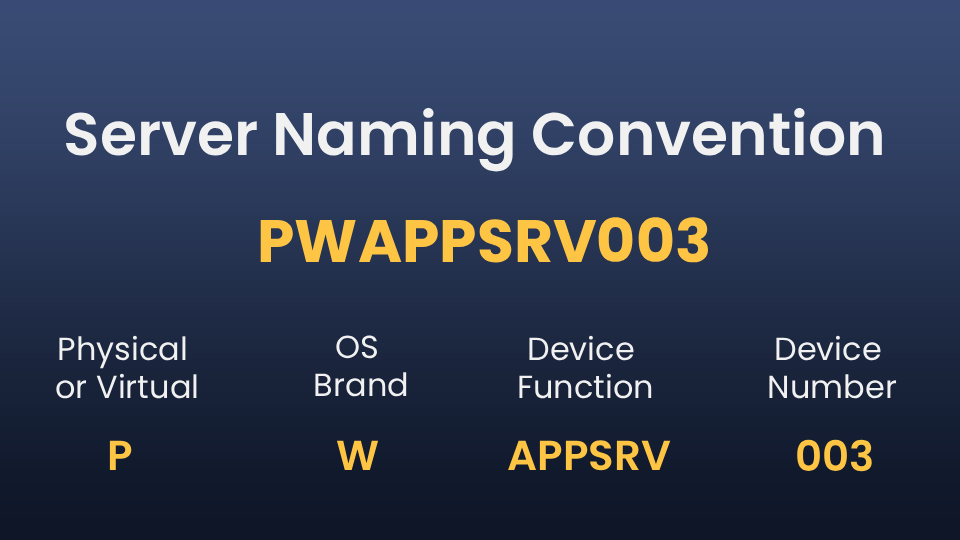 Server Naming Convention
PWAPPSRV003
Physical
or Virtual
P
OS
Brand
W
Device
Function
APPSRV
Device
Number
003